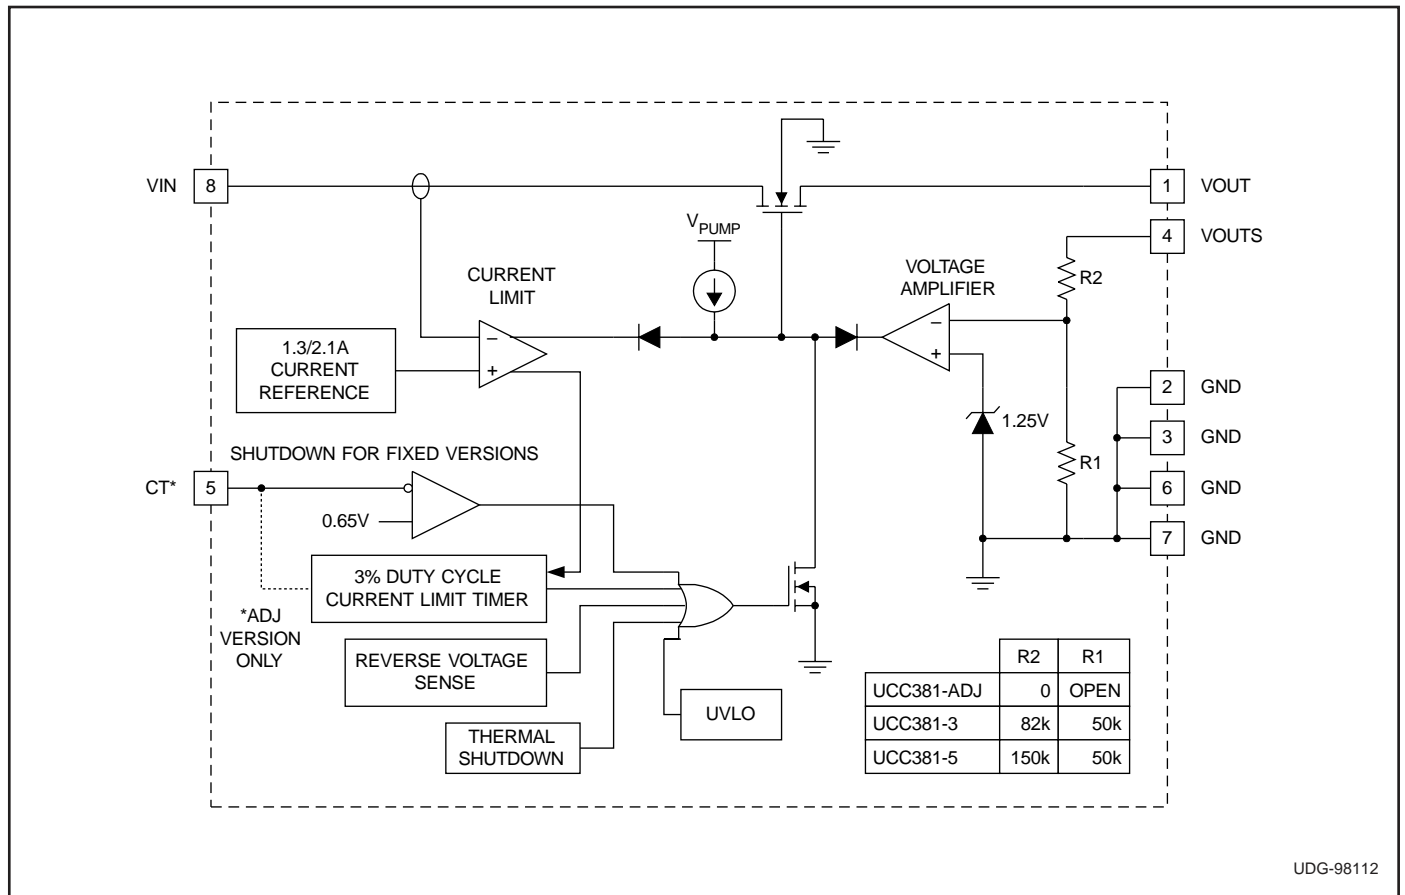 VIN
8
1
VOUT
4
VOUTS
VPUMP
CURRENT
LIMIT
VOLTAGE
AMPLIFIER
R2
–
+
–
+
1.3/2.1A
CURRENT
REFERENCE
1.25V
R1
2
GND
3
GND
6
GND
7
GND
SHUTDOWN FOR FIXED VERSIONS
CT*
5
0.65V
3% DUTY CYCLE
CURRENT LIMIT TIMER
*ADJ
VERSION
ONLY
REVERSE VOLTAGE
SENSE
UVLO
THERMAL
SHUTDOWN
R2 R1
UCC381-ADJ 0 OPEN
UCC381-3 82k 50k
UCC381-5 150k 50k
UDG-98112